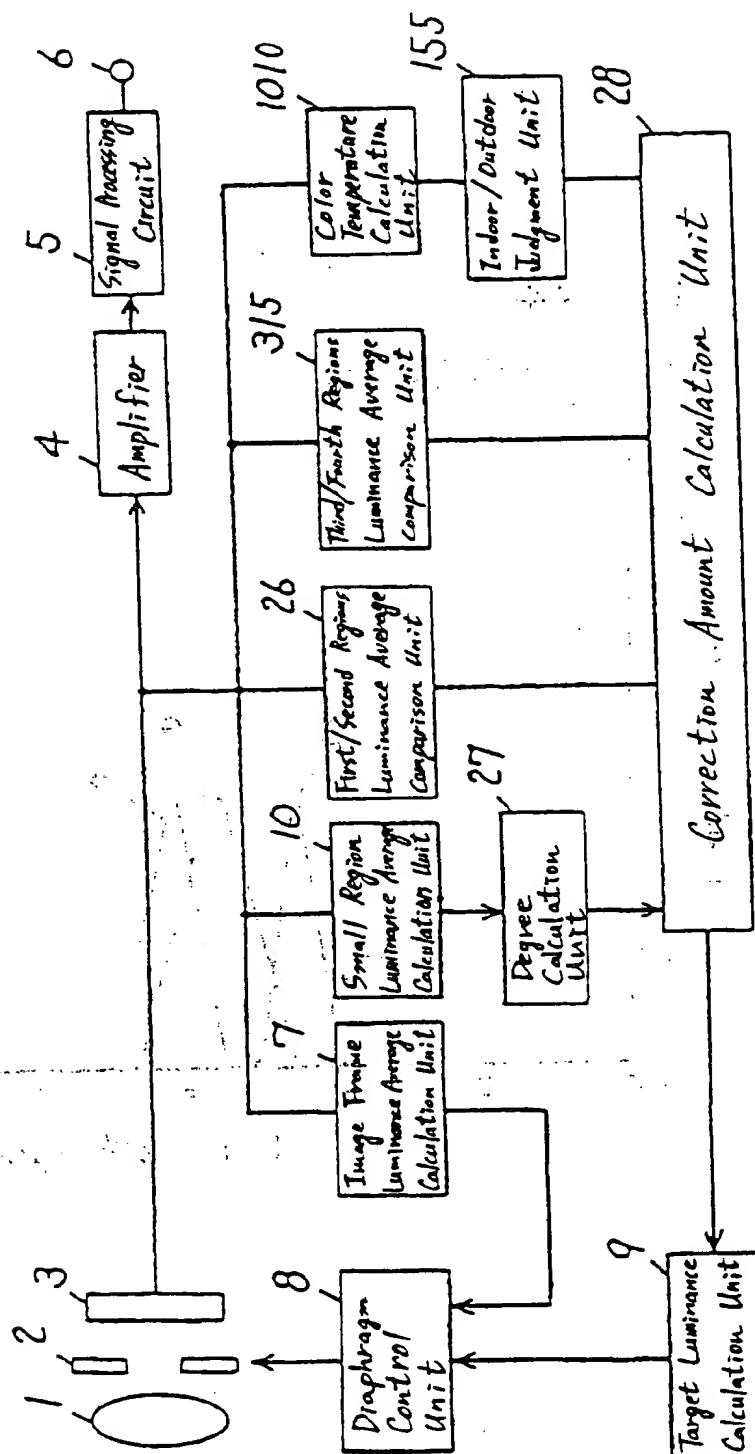 1
2
3
4
Amplifier
5
Signal Processing
Circuit
6
7
Image Frame
Luminance Average
Calculation Unit
10
Small Region
Luminance Average
Calculation Unit
26
First/Second Regions
Luminance Average
Comparison Unit
315
Third/Fourth Regions
Luminance Average
Comparison Unit
1010
Color
Temperature
Calculation
Unit
8
Diaphragm
Control
Unit
27
Degree
Calculation
Unit
155
Indoor/Outdoor
Judgment Unit
9
Target Luminance
Calculation Unit
28
Correction Amount Calculation Unit